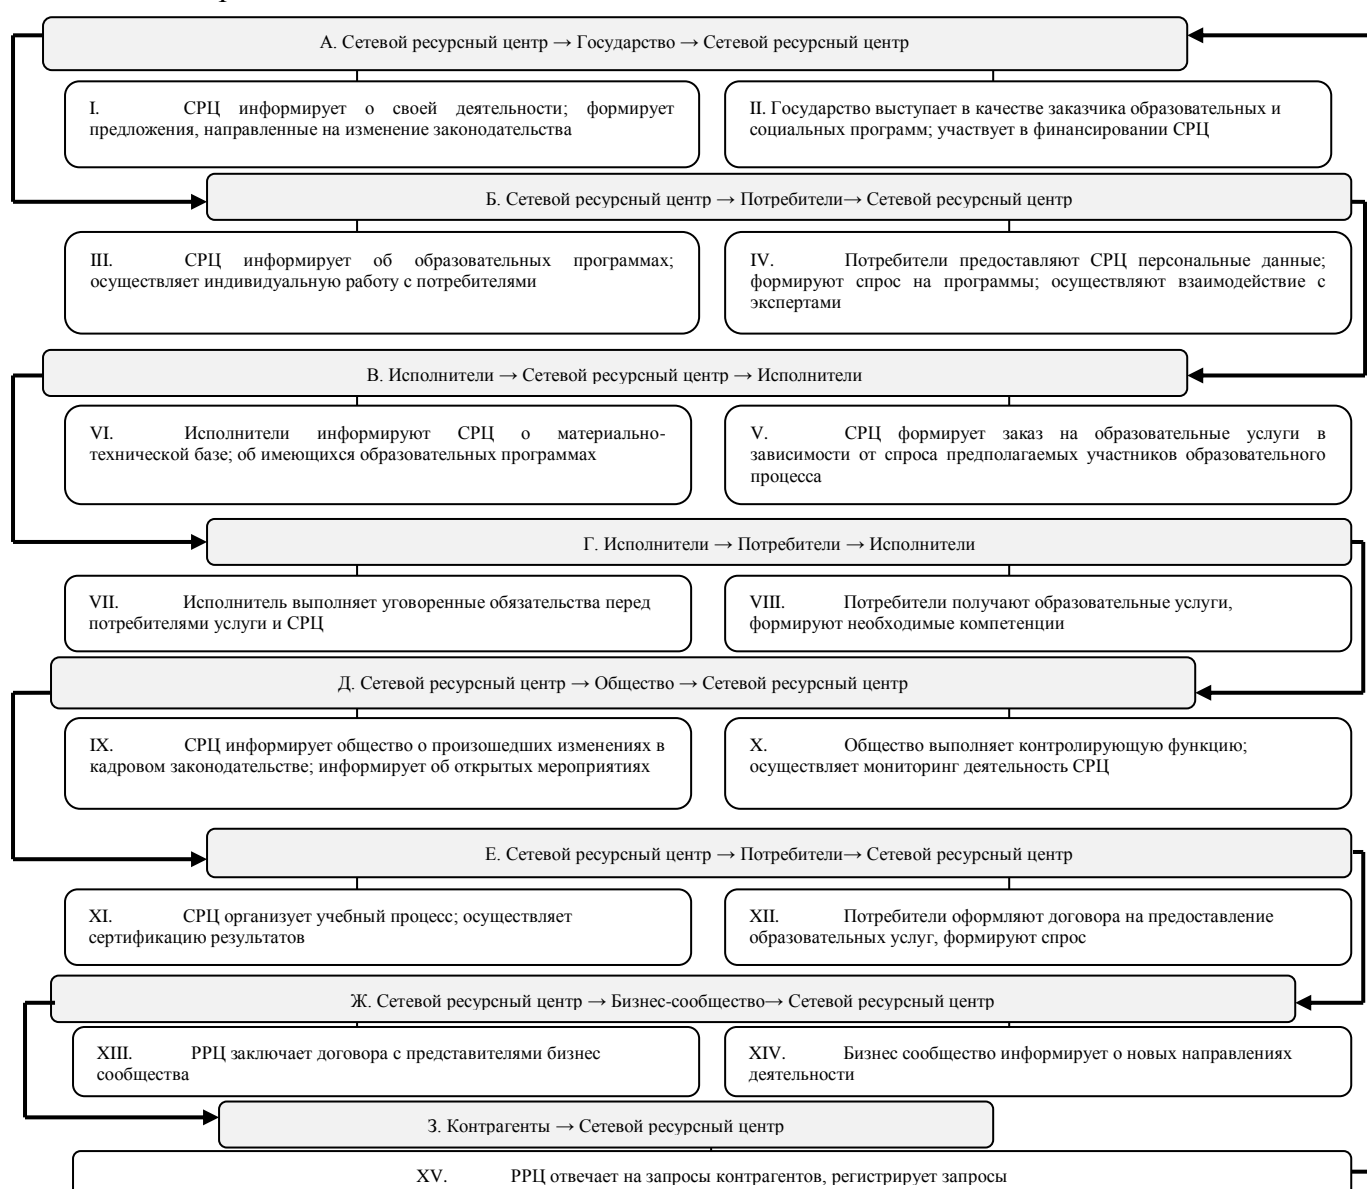 А. Сетевой ресурсный центр → Государство → Сетевой ресурсный центр
I. СРЦ информирует о своей деятельности; формирует
предложения, направленные на изменение законодательства
II. Государство выступает в качестве заказчика образовательных и
социальных программ; участвует в финансировании СРЦ
Б. Сетевой ресурсный центр → Потребители→ Сетевой ресурсный центр
III. СРЦ информирует об образовательных программах;
осуществляет индивидуальную работу с потребителями
IV. Потребители предоставляют СРЦ персональные данные;
формируют спрос на программы; осуществляют взаимодействие с
экспертами
В. Исполнители → Сетевой ресурсный центр → Исполнители
VI. Исполнители информируют СРЦ о материально-
технической базе; об имеющихся образовательных программах
V. СРЦ формирует заказ на образовательные услуги в
зависимости от спроса предполагаемых участников образовательного
процесса
Г. Исполнители → Потребители → Исполнители
VII. Исполнитель выполняет уговоренные обязательства перед
потребителями услуги и СРЦ
VIII. Потребители получают образовательные услуги,
формируют необходимые компетенции
Д. Сетевой ресурсный центр → Общество → Сетевой ресурсный центр
IX. СРЦ информирует общество о произошедших изменениях в
кадровом законодательстве; информирует об открытых мероприятиях
X. Общество выполняет контролирующую функцию;
осуществляет мониторинг деятельность СРЦ
Е. Сетевой ресурсный центр → Потребители→ Сетевой ресурсный центр
XI. СРЦ организует учебный процесс; осуществляет
сертификацию результатов
XII. Потребители оформляют договора на предоставление
образовательных услуг, формируют спрос
Ж. Сетевой ресурсный центр → Бизнес-сообщество→ Сетевой ресурсный центр
XIII. РРЦ заключает договора с представителями бизнес
сообщества
XIV. Бизнес сообщество информирует о новых направлениях
деятельности
З. Контрагенты → Сетевой ресурсный центр
XV. РРЦ отвечает на запросы контрагентов, регистрирует запросы